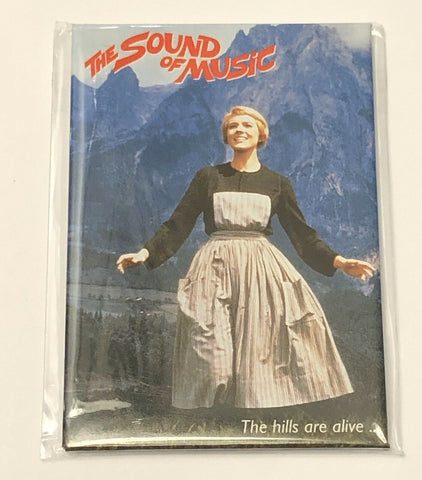 THE SOUND
OF MUSIC
The hills are alive ...